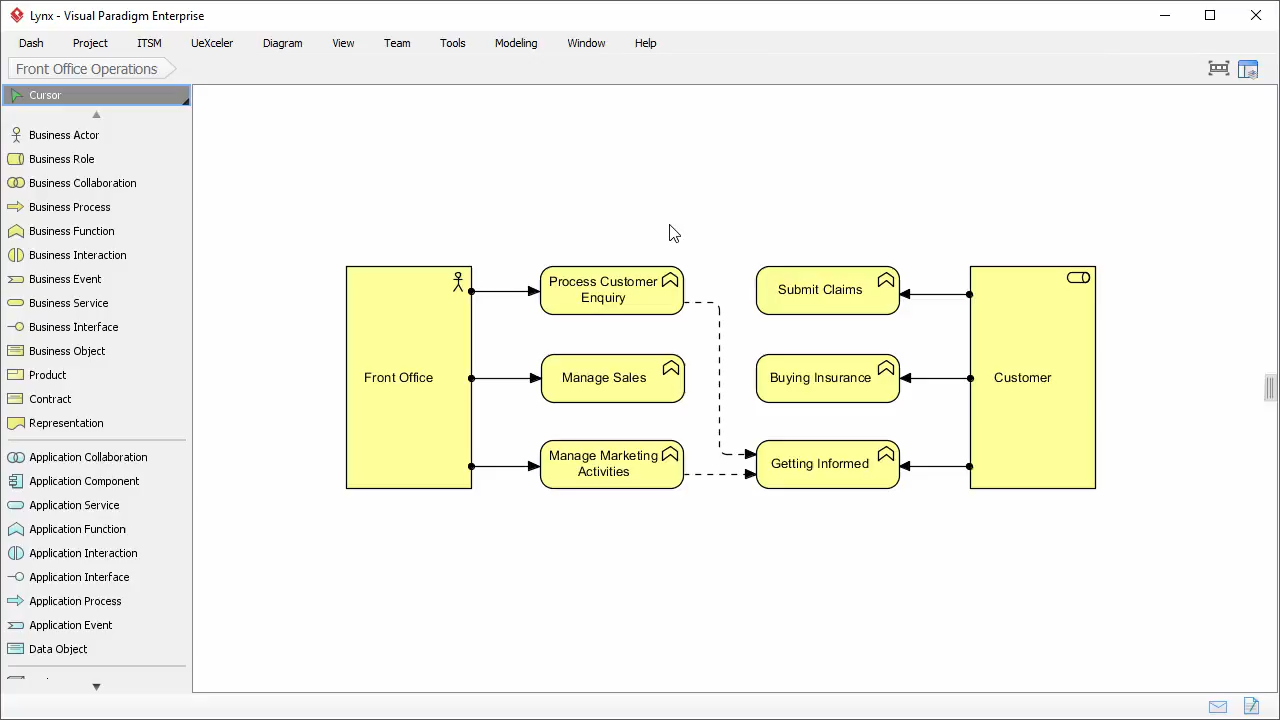 Lynx - Visual Paradigm Enterprise
Dash Project ITSM UeXceler Diagram View Team Tools Modeling Window Help
Front Office Operations
Cursor
Business Actor
Business Role
Business Collaboration
Business Process
Business Function
Business Interaction
Business Event
Business Service
Business Interface
Business Object
Product
Contract
Representation
Application Collaboration
Application Component
Application Service
Application Function
Application Interaction
Application Interface
Application Process
Application Event
Data Object
Front Office
Process Customer
Enquiry
Manage Sales
Manage Marketing
Activities
Submit Claims
Buying Insurance
Getting Informed
Customer